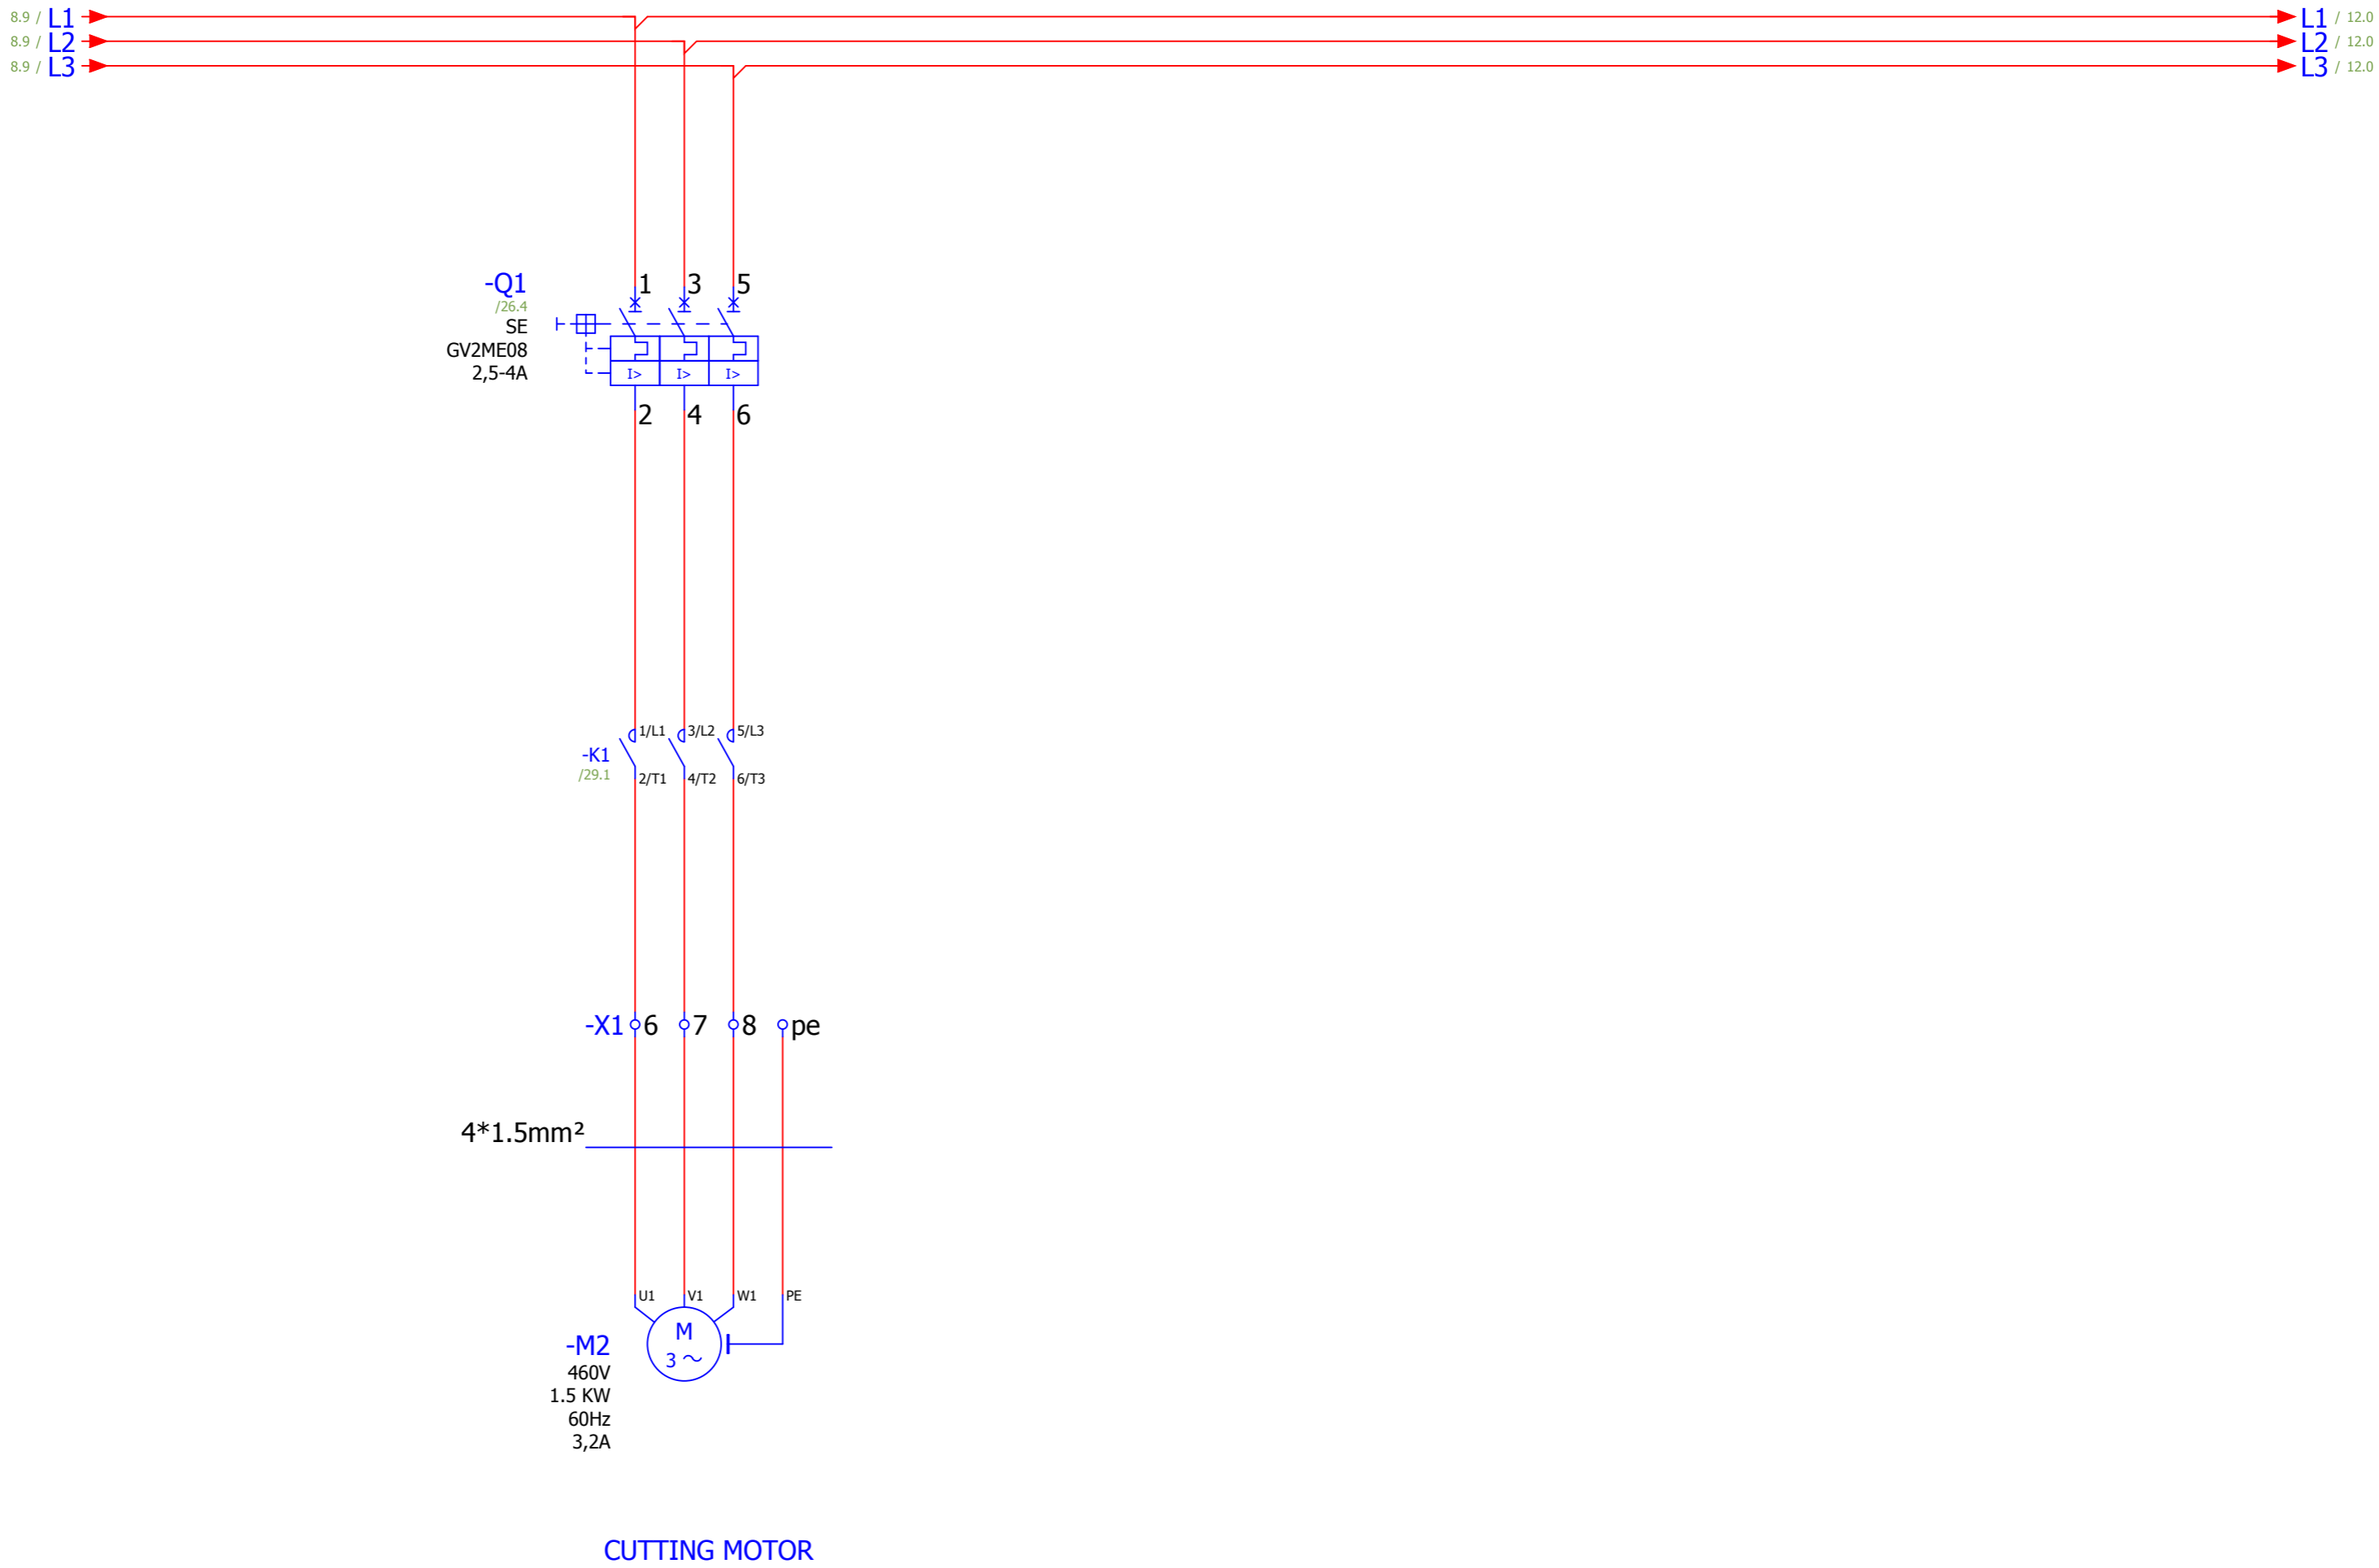 8.9 / L1 L1 / 12.0
8.9 / L2 L2 / 12.0
8.9 / L3 L3 / 12.0
-Q1 1 3 5
/26.4
SE
GV2ME08
2,5-4A I> I> I>
2 4 6
1/L1 3/L2 5/L3
-K1
/29.1
2/T1 4/T2 6/T3
-X1 6 7 8 pe
4*1.5mm²
U1 V1 W1 PE
M
-M2
3 ~
460V
1.5 KW
60Hz
3,2A
CUTTING MOTOR